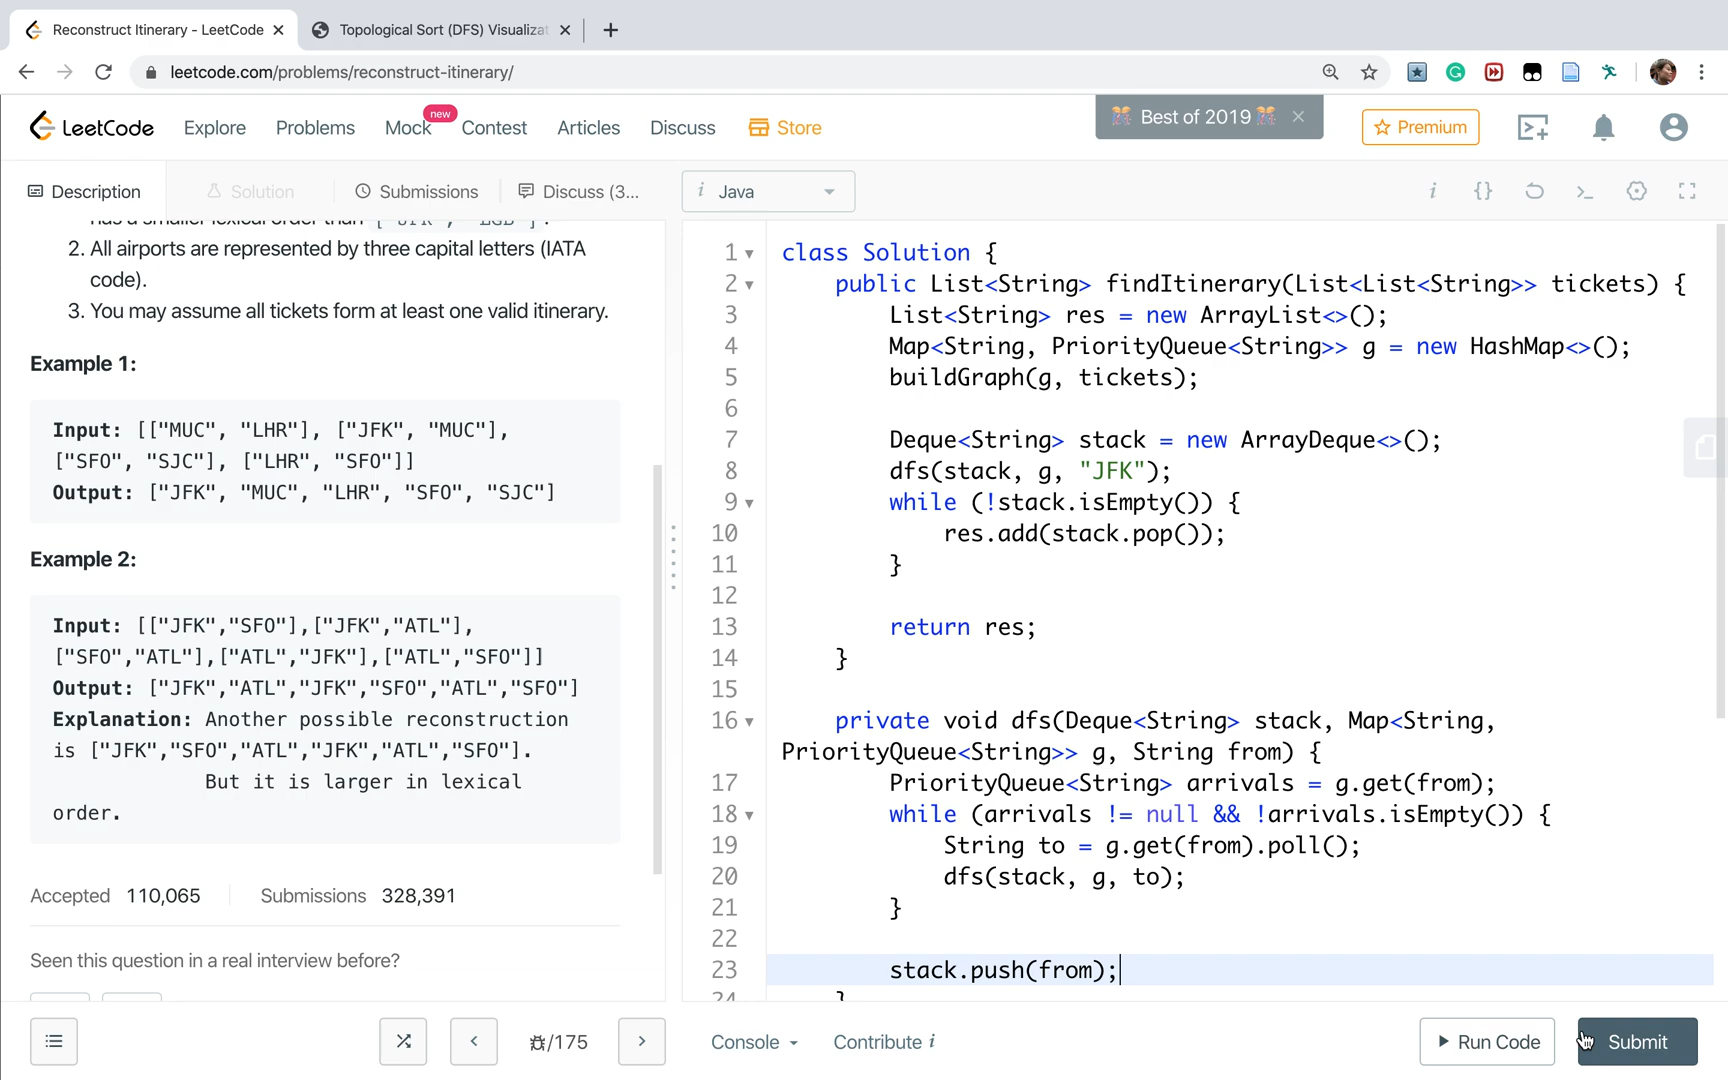 Reconstruct Itinerary - LeetCode
Topological Sort (DFS) Visualizat
leetcode.com/problems/reconstruct-itinerary/
LeetCode
Explore
Problems
Mock
new
Contest
Articles
Discuss
Store
Best of 2019
Premium
Description
Solution
Submissions
Discuss (3...
i Java
has a smaller lexical order than ["JFK", "LGB"].
2. All airports are represented by three capital letters (IATA
code).
3. You may assume all tickets form at least one valid itinerary.
Example 1:
Input: [["MUC", "LHR"], ["JFK", "MUC"],
["SFO", "SJC"], ["LHR", "SFO"]]
Output: ["JFK", "MUC", "LHR", "SFO", "SJC"]
Example 2:
Input: [["JFK","SFO"],["JFK","ATL"],
["SFO","ATL"],["ATL","JFK"],["ATL","SFO"]]
Output: ["JFK","ATL","JFK","SFO","ATL","SFO"]
Explanation: Another possible reconstruction
is ["JFK","SFO","ATL","JFK","ATL","SFO"].
But it is larger in lexical
order.
Accepted 110,065 Submissions 328,391
Seen this question in a real interview before?
1 class Solution {
2 public List<String> findItinerary(List<List<String>> tickets) {
3 List<String> res = new ArrayList<>();
4 Map<String, PriorityQueue<String>> g = new HashMap<>();
5 buildGraph(g, tickets);
6
7 Deque<String> stack = new ArrayDeque<>();
8 dfs(stack, g, "JFK");
9 while (!stack.isEmpty()) {
10 res.add(stack.pop());
11 }
12
13 return res;
14 }
15
16 private void dfs(Deque<String> stack, Map<String,
PriorityQueue<String>> g, String from) {
17 PriorityQueue<String> arrivals = g.get(from);
18 while (arrivals != null && !arrivals.isEmpty()) {
19 String to = g.get(from).poll();
20 dfs(stack, g, to);
21 }
22
23 stack.push(from);
24 }
/175
Console
Contribute i
Run Code
Submit